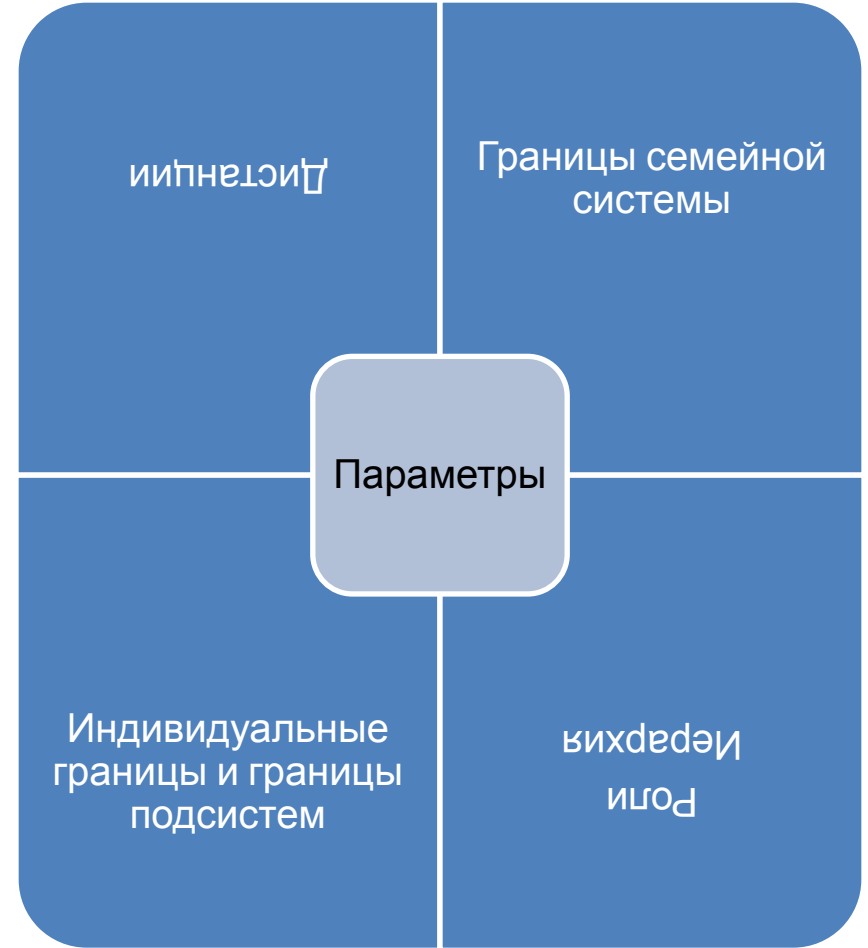 Дистанции
Границы семейной
системы
Параметры
Индивидуальные
границы и границы
подсистем
Роли
Иерархия